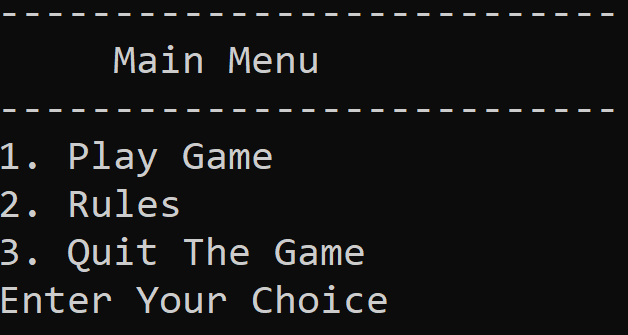 ---------------------------
     Main Menu
---------------------------
1. Play Game
2. Rules
3. Quit The Game
Enter Your Choice